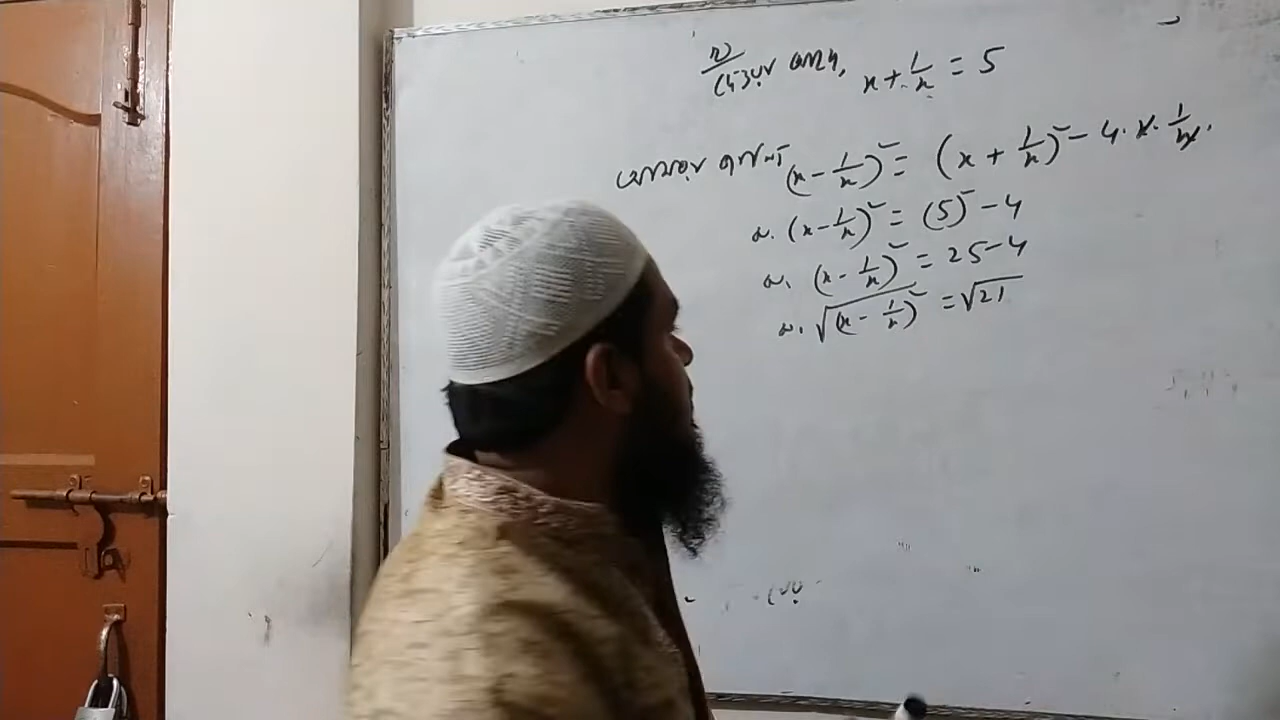 দেওয়া আছে, x + 1/x = 5
আমরা জানি (x - 1/x)² = (x + 1/x)² - 4.x.1/x.
বা, (x - 1/x)² = (5)² - 4
বা, (x - 1/x)² = 25 - 4
বা, √(x - 1/x)² = √21